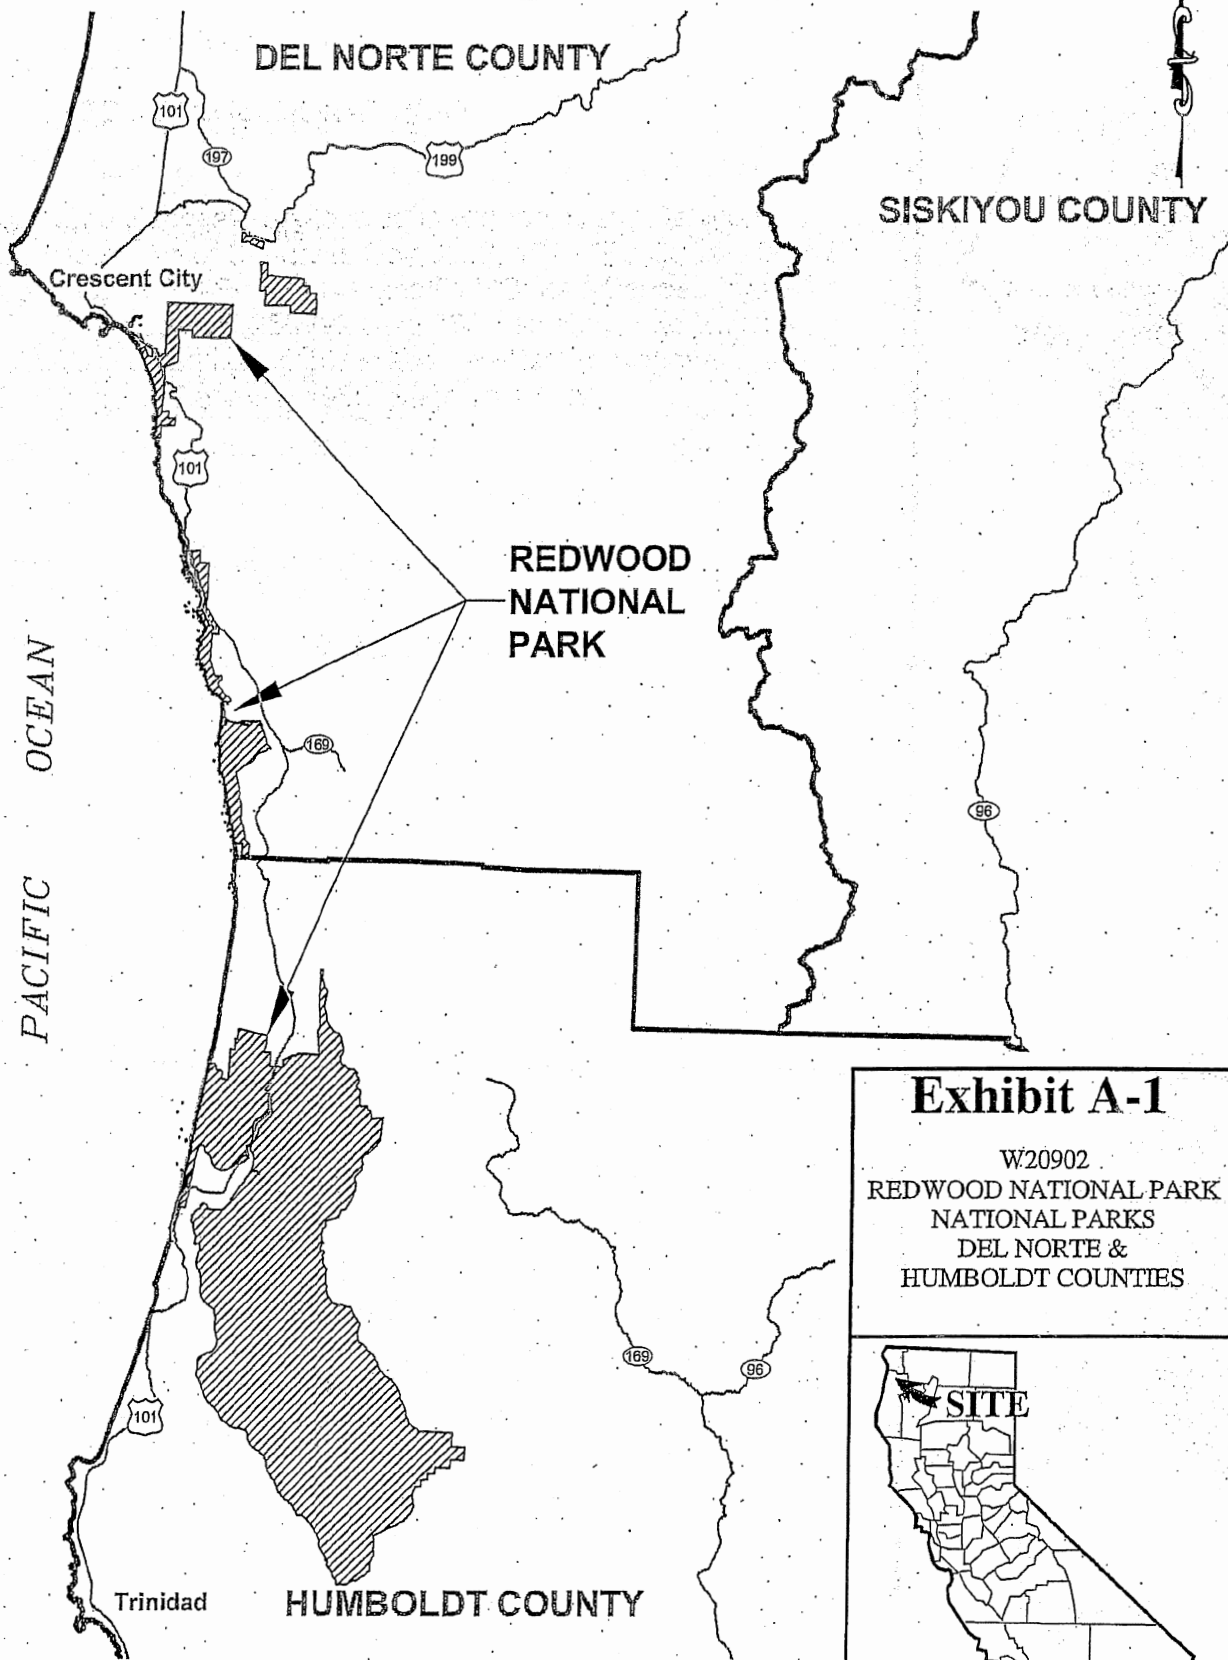 DEL NORTE COUNTY
101
197
199
SISKIYOU COUNTY
Crescent City
101
REDWOOD
NATIONAL
PARK
PACIFIC OCEAN
169
96
Exhibit A-1
W20902
REDWOOD NATIONAL PARK
NATIONAL PARKS
DEL NORTE &
HUMBOLDT COUNTIES
169
96
SITE
101
Trinidad
HUMBOLDT COUNTY